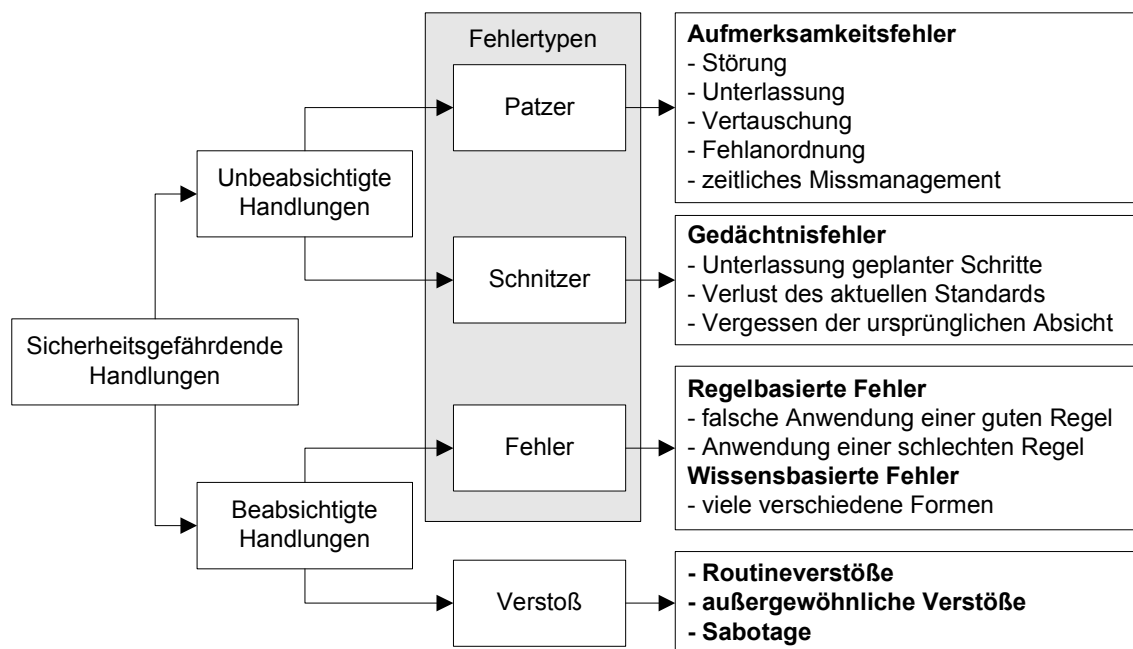 Fehlertypen
Patzer
Aufmerksamkeitsfehler
- Störung
- Unterlassung
- Vertauschung
- Fehlanordnung
- zeitliches Missmanagement
Unbeabsichtigte
Handlungen
Schnitzer
Gedächtnisfehler
- Unterlassung geplanter Schritte
- Verlust des aktuellen Standards
- Vergessen der ursprünglichen Absicht
Sicherheitsgefährdende
Handlungen
Fehler
Regelbasierte Fehler
- falsche Anwendung einer guten Regel
- Anwendung einer schlechten Regel
Wissensbasierte Fehler
- viele verschiedene Formen
Beabsichtigte
Handlungen
Verstoß
- Routineverstöße
- außergewöhnliche Verstöße
- Sabotage